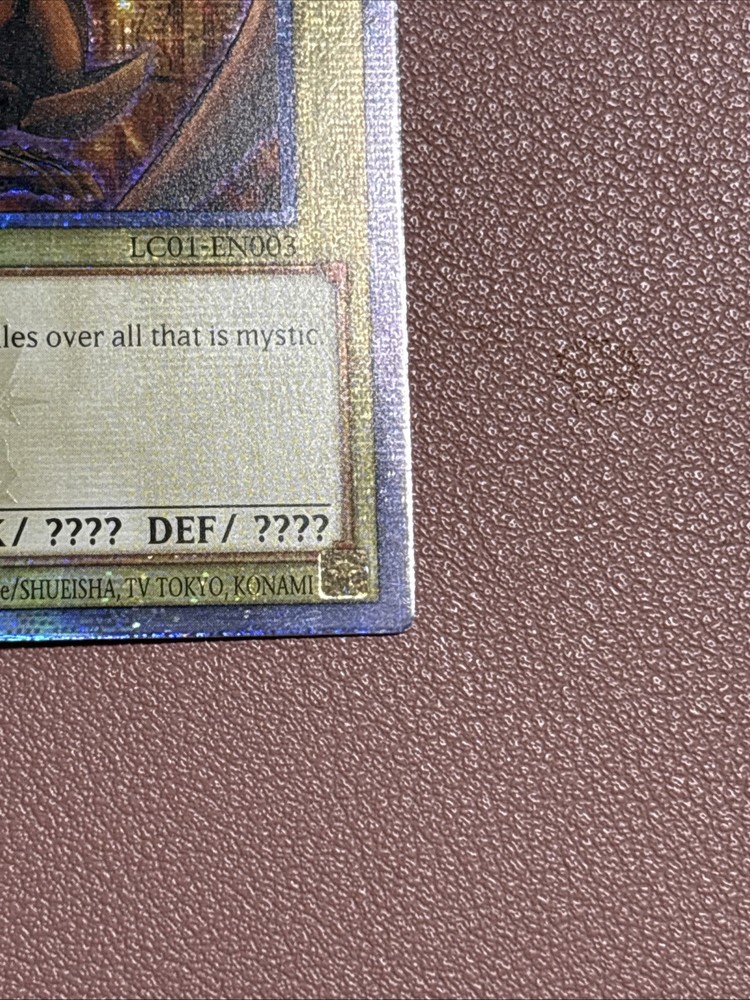 LC01-EN003
les over all that is mystic.
/ ???? DEF/ ????
e/SHUEISHA, TV TOKYO, KONAMI